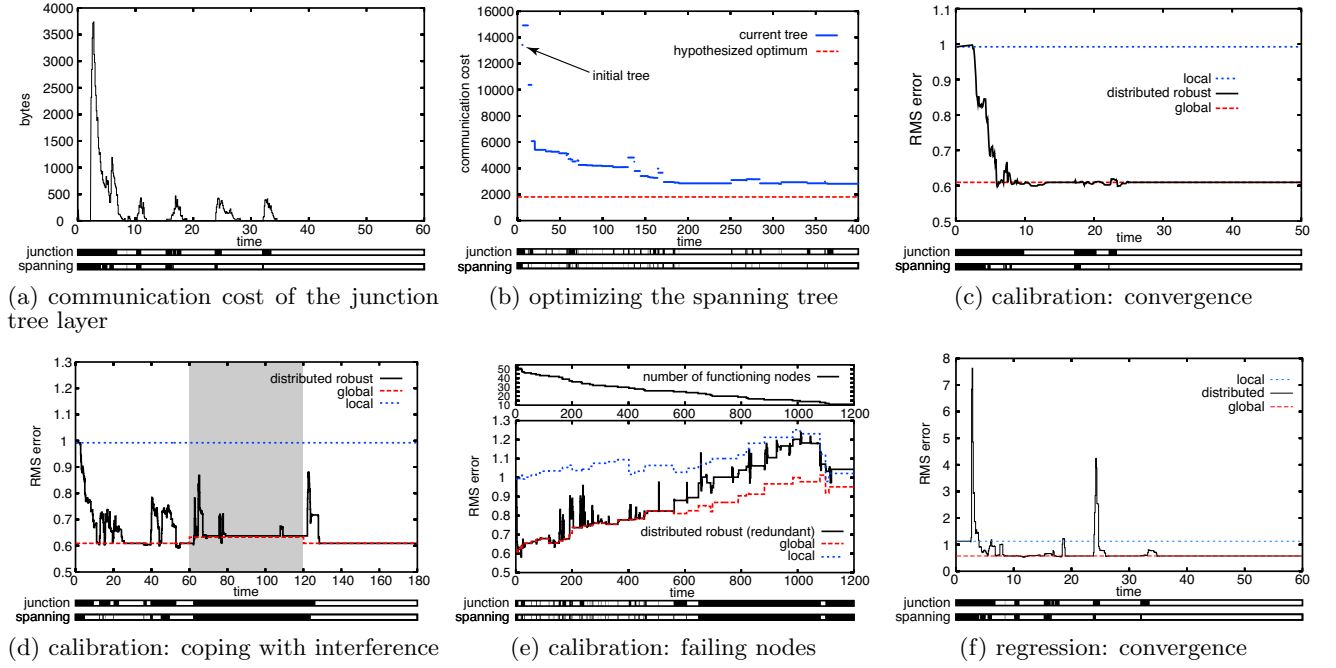 4000
3500
3000
2500
2000
1500
1000
500
0
bytes
0 10 20 30 40 50 60
time
junction
spanning
(a) communication cost of the junction
tree layer
16000
14000
12000
10000
8000
6000
4000
2000
0
communication cost
current tree
hypothesized optimum
initial tree
0 50 100 150 200 250 300 350 400
time
junction
spanning
(b) optimizing the spanning tree
1.1
1
0.9
0.8
0.7
0.6
0.5
RMS error
local
distributed robust
global
0 10 20 30 40 50
time
junction
spanning
(c) calibration: convergence
1.3
1.2
1.1
1
0.9
0.8
0.7
0.6
0.5
RMS error
distributed robust
global
local
0 20 40 60 80 100 120 140 160 180
time
junction
spanning
(d) calibration: coping with interference
50
40
30
20
10
number of functioning nodes
0 200 400 600 800 1000 1200
1.3
1.2
1.1
1.0
0.9
0.8
0.7
0.6
0.5
RMS error
distributed robust (redundant)
global
local
0 200 400 600 800 1000 1200
time
junction
spanning
(e) calibration: failing nodes
8
7
6
5
4
3
2
1
0
RMS error
local
distributed
global
0 10 20 30 40 50 60
time
junction
spanning
(f) regression: convergence